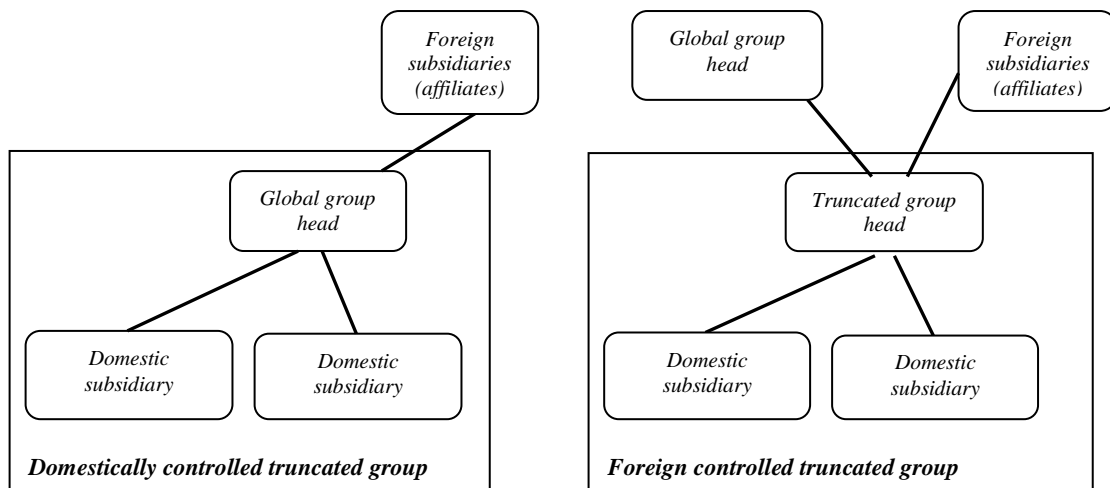 Foreign
subsidiaries
(affiliates)
Global group
head
Domestic
subsidiary
Domestic
subsidiary
Domestically controlled truncated group
Global group
head
Foreign
subsidiaries
(affiliates)
Truncated group
head
Domestic
subsidiary
Domestic
subsidiary
Foreign controlled truncated group